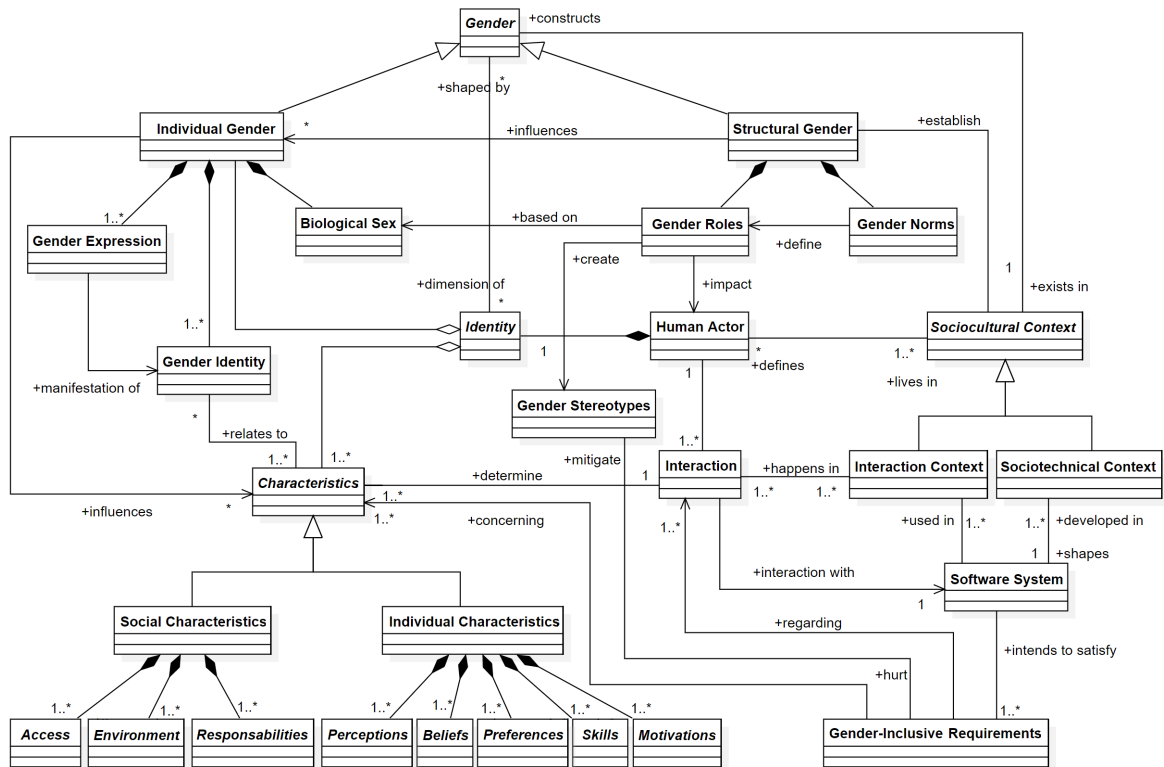 Gender
+constructs
+shaped by
*
Individual Gender
*
+influences
Structural Gender
+establish
1..*
Gender Expression
Biological Sex
+based on
Gender Roles
Gender Norms
+define
+create
+impact
1
+exists in
+dimension of
*
1..*
Identity
Human Actor
Sociocultural Context
1
*
1..*
+defines
Gender Identity
+manifestation of
1
+lives in
Gender Stereotypes
*
+relates to
1..*
1..*
1..*
+mitigate
Characteristics
+determine
1
Interaction
+happens in
Interaction Context
Sociotechnical Context
1..*
1..*
1..*
+influences
*
1..*
+concerning
1..*
+used in
1..*
1..*
+developed in
1
+shapes
+interaction with
Software System
1
Social Characteristics
Individual Characteristics
+regarding
+intends to satisfy
+hurt
1..*
1..*
1..*
1..*
1..*
1..*
1..*
1..*
1..*
Access
Environment
Responsabilities
Perceptions
Beliefs
Preferences
Skills
Motivations
Gender-Inclusive Requirements